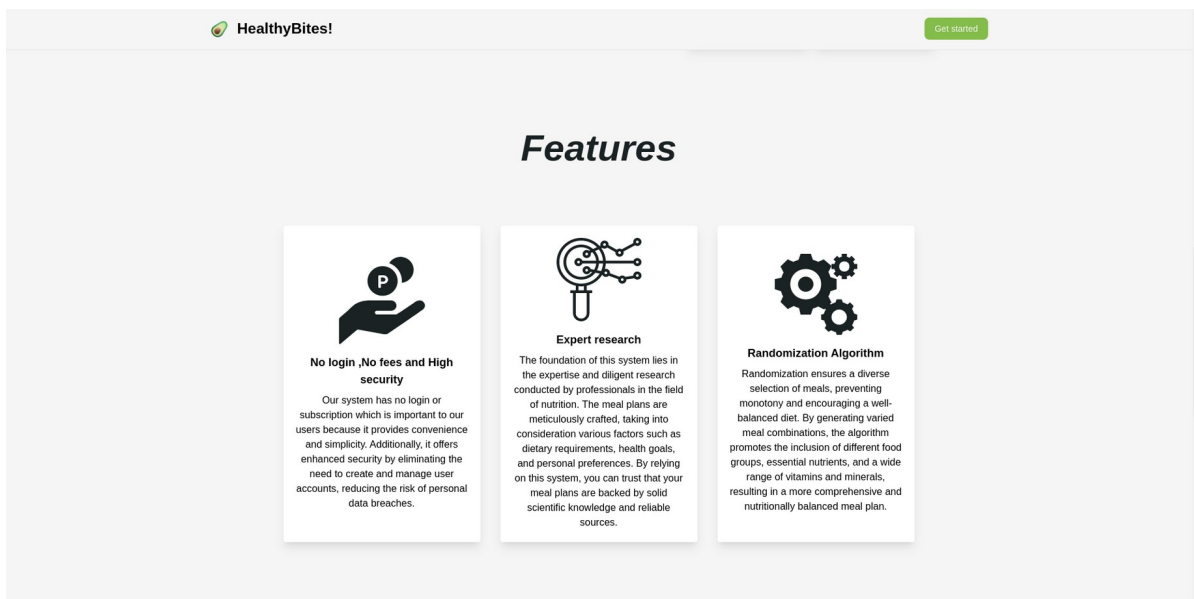 HealthyBites!
Get started
Features
P
No login ,No fees and High
security
Our system has no login or
subscription which is important to our
users because it provides convenience
and simplicity. Additionally, it offers
enhanced security by eliminating the
need to create and manage user
accounts, reducing the risk of personal
data breaches.
Expert research
The foundation of this system lies in
the expertise and diligent research
conducted by professionals in the field
of nutrition. The meal plans are
meticulously crafted, taking into
consideration various factors such as
dietary requirements, health goals,
and personal preferences. By relying
on this system, you can trust that your
meal plans are backed by solid
scientific knowledge and reliable
sources.
Randomization Algorithm
Randomization ensures a diverse
selection of meals, preventing
monotony and encouraging a well-
balanced diet. By generating varied
meal combinations, the algorithm
promotes the inclusion of different food
groups, essential nutrients, and a wide
range of vitamins and minerals,
resulting in a more comprehensive and
nutritionally balanced meal plan.